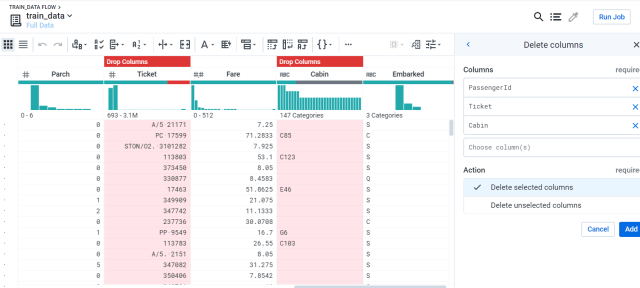 TRAIN_DATA FLOW >
train_data
Full Data
Run Job
Drop Columns
Drop Columns
# Parch
# Ticket
#.# Fare
ABC Cabin
ABC Embarked
0 - 6
693 - 3.1M
0 - 512
147 Categories
3 Categories
0 A/5 21171 7.25 S
0 PC 17599 71.2833 C85 C
0 STON/O2. 3101282 7.925 S
0 113803 53.1 C123 S
0 373450 8.05 S
0 330877 8.4583 Q
0 17463 51.8625 E46 S
1 349909 21.075 S
2 347742 11.1333 S
0 237736 30.0708 C
1 PP 9549 16.7 G6 S
0 113783 26.55 C103 S
0 A/5. 2151 8.05 S
5 347082 31.275 S
0 350406 7.8542 S
Delete columns
Columns
require
PassengerId
Ticket
Cabin
Choose column(s)
Action
require
Delete selected columns
Delete unselected columns
Cancel
Add